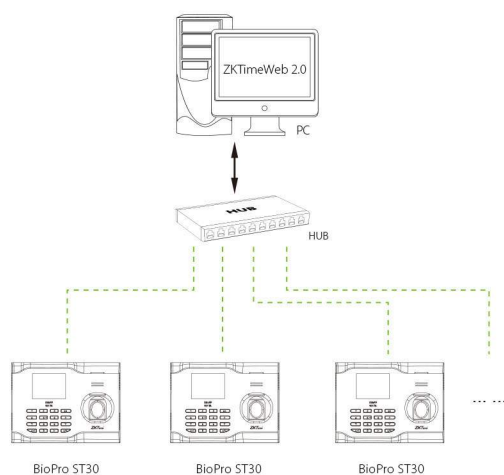 ZKTimeWeb 2.0
PC
HUB
HUB
BioPro ST30
BioPro ST30
BioPro ST30
... ...